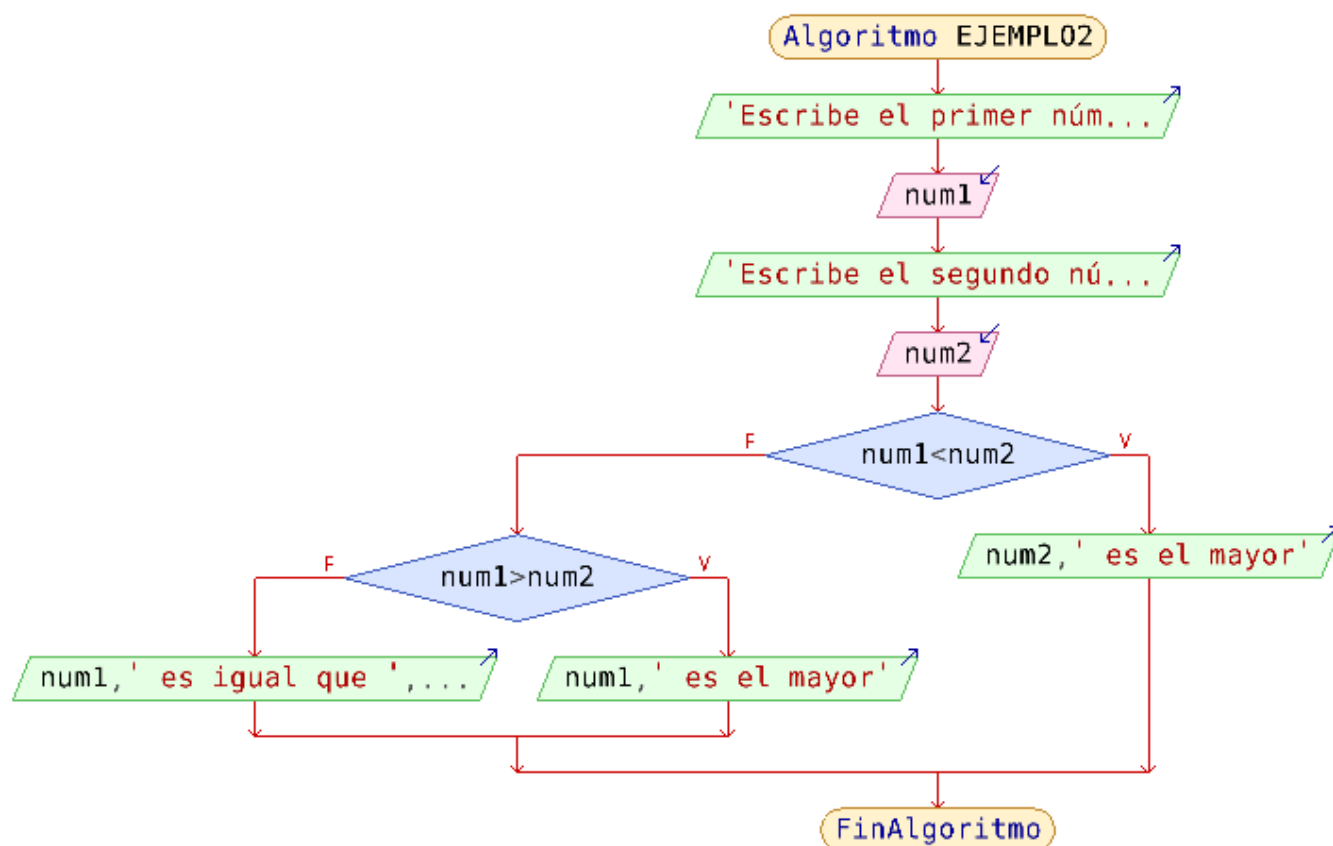 Algoritmo EJEMPLO2
'Escribe el primer núm...
num1
'Escribe el segundo nú...
num2
F
V
num1<num2
F
V
num1>num2
num2,' es el mayor'
num1,' es igual que ',...
num1,' es el mayor'
FinAlgoritmo